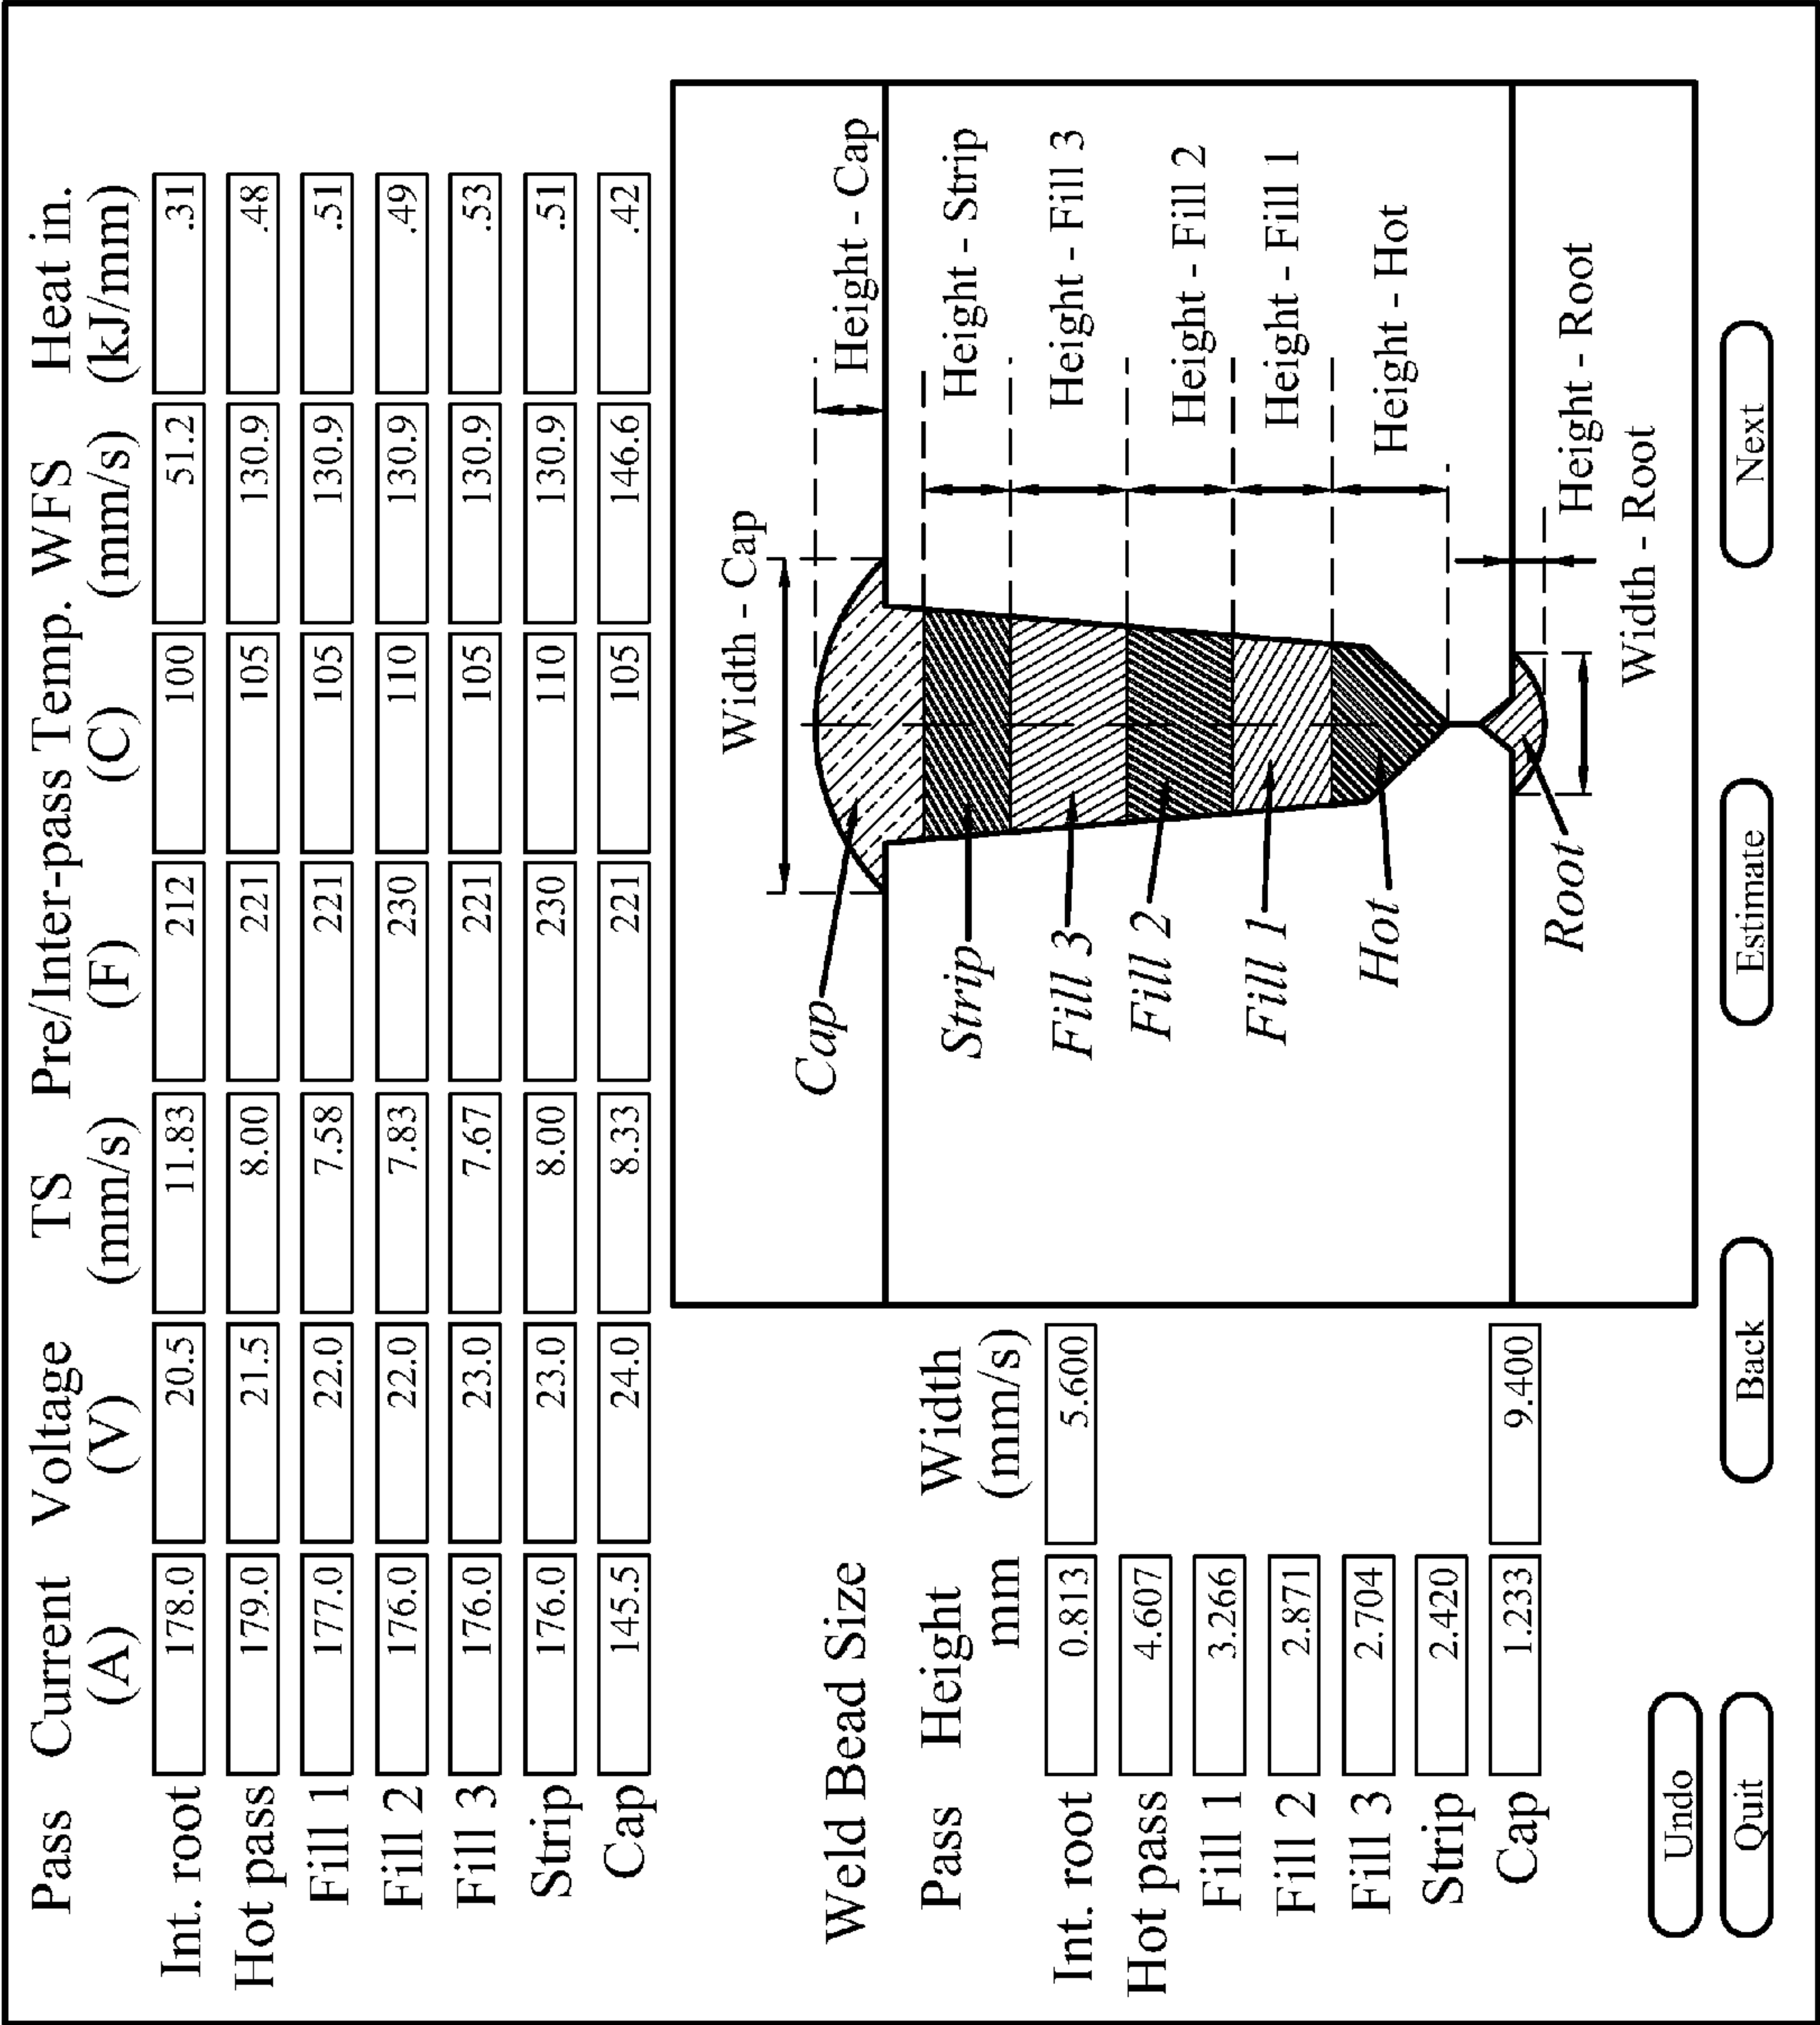 Pass Current Voltage TS Pre/Inter-pass Temp. WFS Heat in.
(A) (V) (mm/s) (F) (C) (mm/s) (kJ/mm)
Int. root 178.0 20.5 11.83 212 100 51.2 .31
Hot pass 179.0 21.5 8.00 221 105 130.9 .48
Fill 1 177.0 22.0 7.58 221 105 130.9 .51
Fill 2 176.0 22.0 7.83 230 110 130.9 .49
Fill 3 176.0 23.0 7.67 221 105 130.9 .53
Strip 176.0 23.0 8.00 230 110 130.9 .51
Cap 145.5 24.0 8.33 221 105 146.6 .42
Weld Bead Size
Pass Height Width
mm (mm/s)
Int. root 0.813 5.600
Hot pass 4.607
Fill 1 3.266
Fill 2 2.871
Fill 3 2.704
Strip 2.420
Cap 1.233 9.400
Width - Cap
Cap
Height - Cap
Strip
Height - Strip
Fill 3
Height - Fill 3
Fill 2
Height - Fill 2
Fill 1
Height - Fill 1
Hot
Height - Hot
Root
Height - Root
Width - Root
Undo
Quit Back Estimate Next